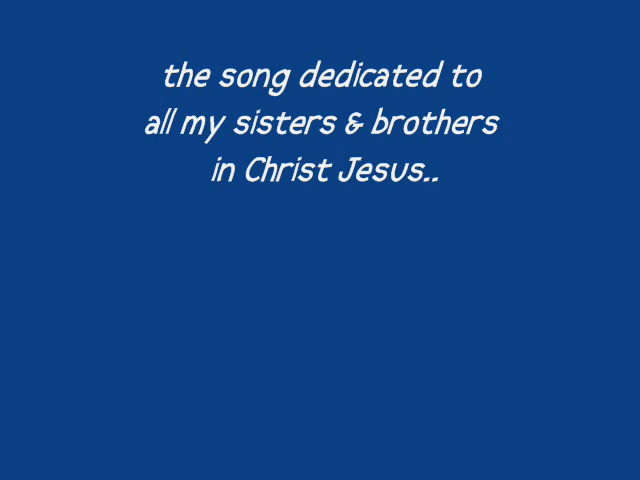 the song dedicated to
all my sisters & brothers
in Christ Jesus..